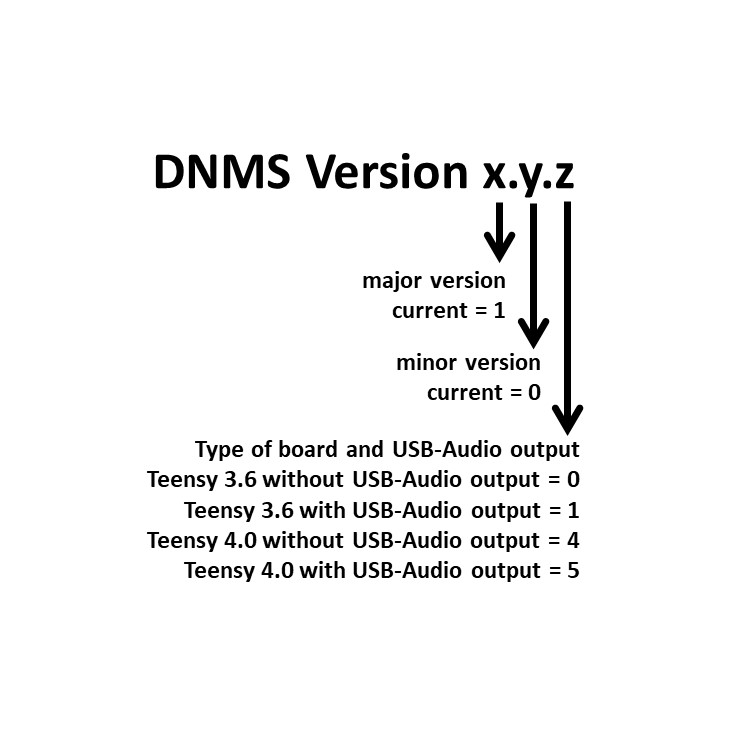 DNMS Version x.y.z
major version
current = 1
minor version
current = 0
Type of board and USB-Audio output
Teensy 3.6 without USB-Audio output = 0
Teensy 3.6 with USB-Audio output = 1
Teensy 4.0 without USB-Audio output = 4
Teensy 4.0 with USB-Audio output = 5